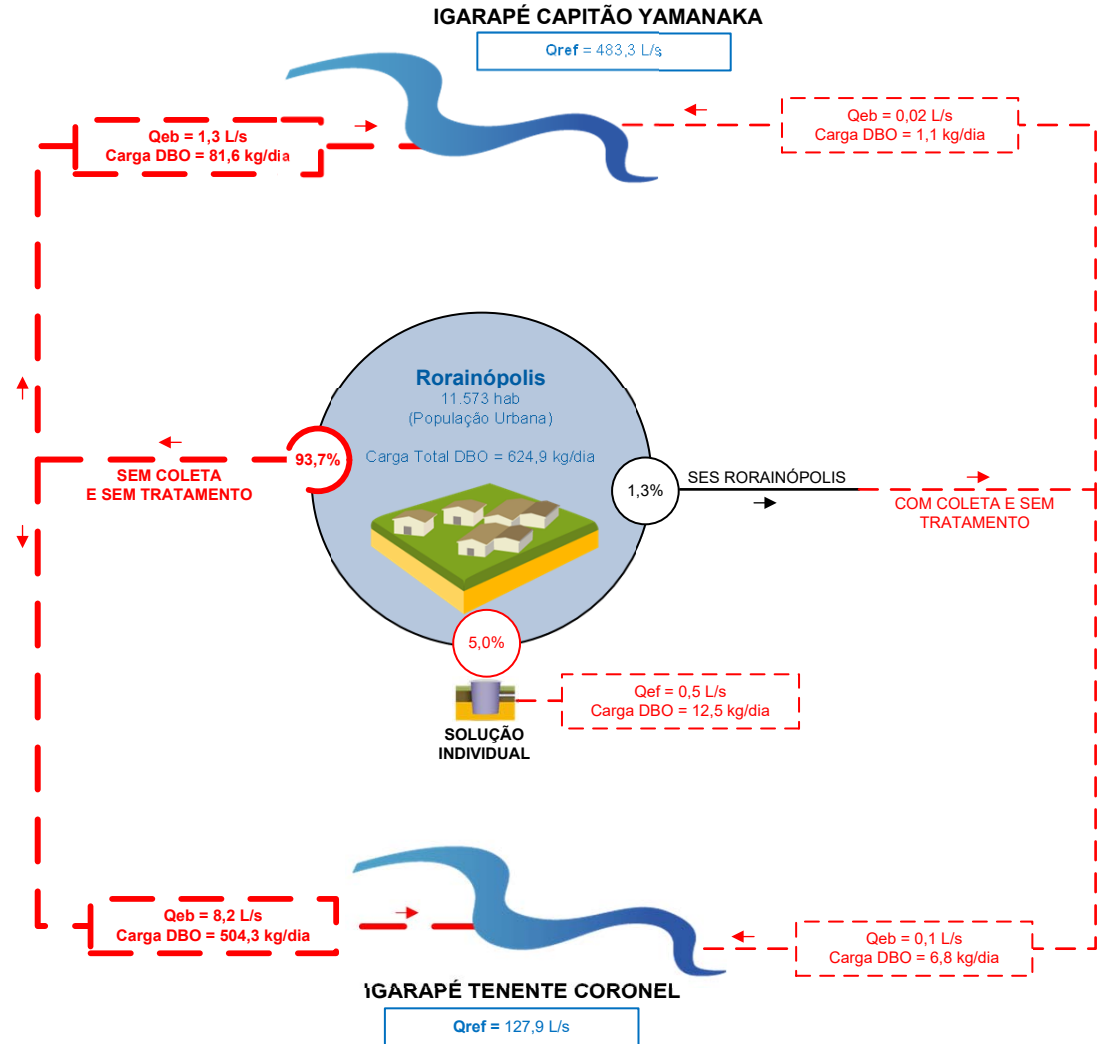 IGARAPÉ CAPITÃO YAMANAKA
Qref = 483,3 L/s
Qeb = 1,3 L/s
Carga DBO = 81,6 kg/dia
Qeb = 0,02 L/s
Carga DBO = 1,1 kg/dia
Rorainópolis
11.573 hab
(População Urbana)
Carga Total DBO = 624,9 kg/dia
93,7%
SEM COLETA
E SEM TRATAMENTO
1,3%
SES RORAINÓPOLIS
COM COLETA E SEM
TRATAMENTO
5,0%
SOLUÇÃO
INDIVIDUAL
Qef = 0,5 L/s
Carga DBO = 12,5 kg/dia
Qeb = 8,2 L/s
Carga DBO = 504,3 kg/dia
Qeb = 0,1 L/s
Carga DBO = 6,8 kg/dia
IGARAPÉ TENENTE CORONEL
Qref = 127,9 L/s